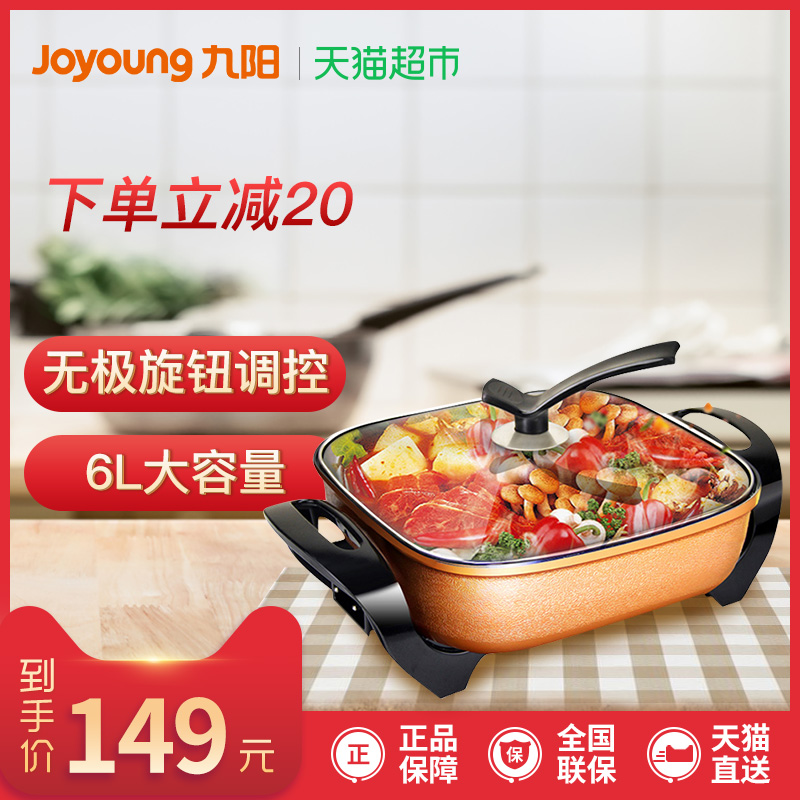 Joyoung 九阳 | 天猫超市
下单立减20
无极旋钮调控
6L大容量
到手价 149元
正 正品保障
保 全国联保
天猫直送